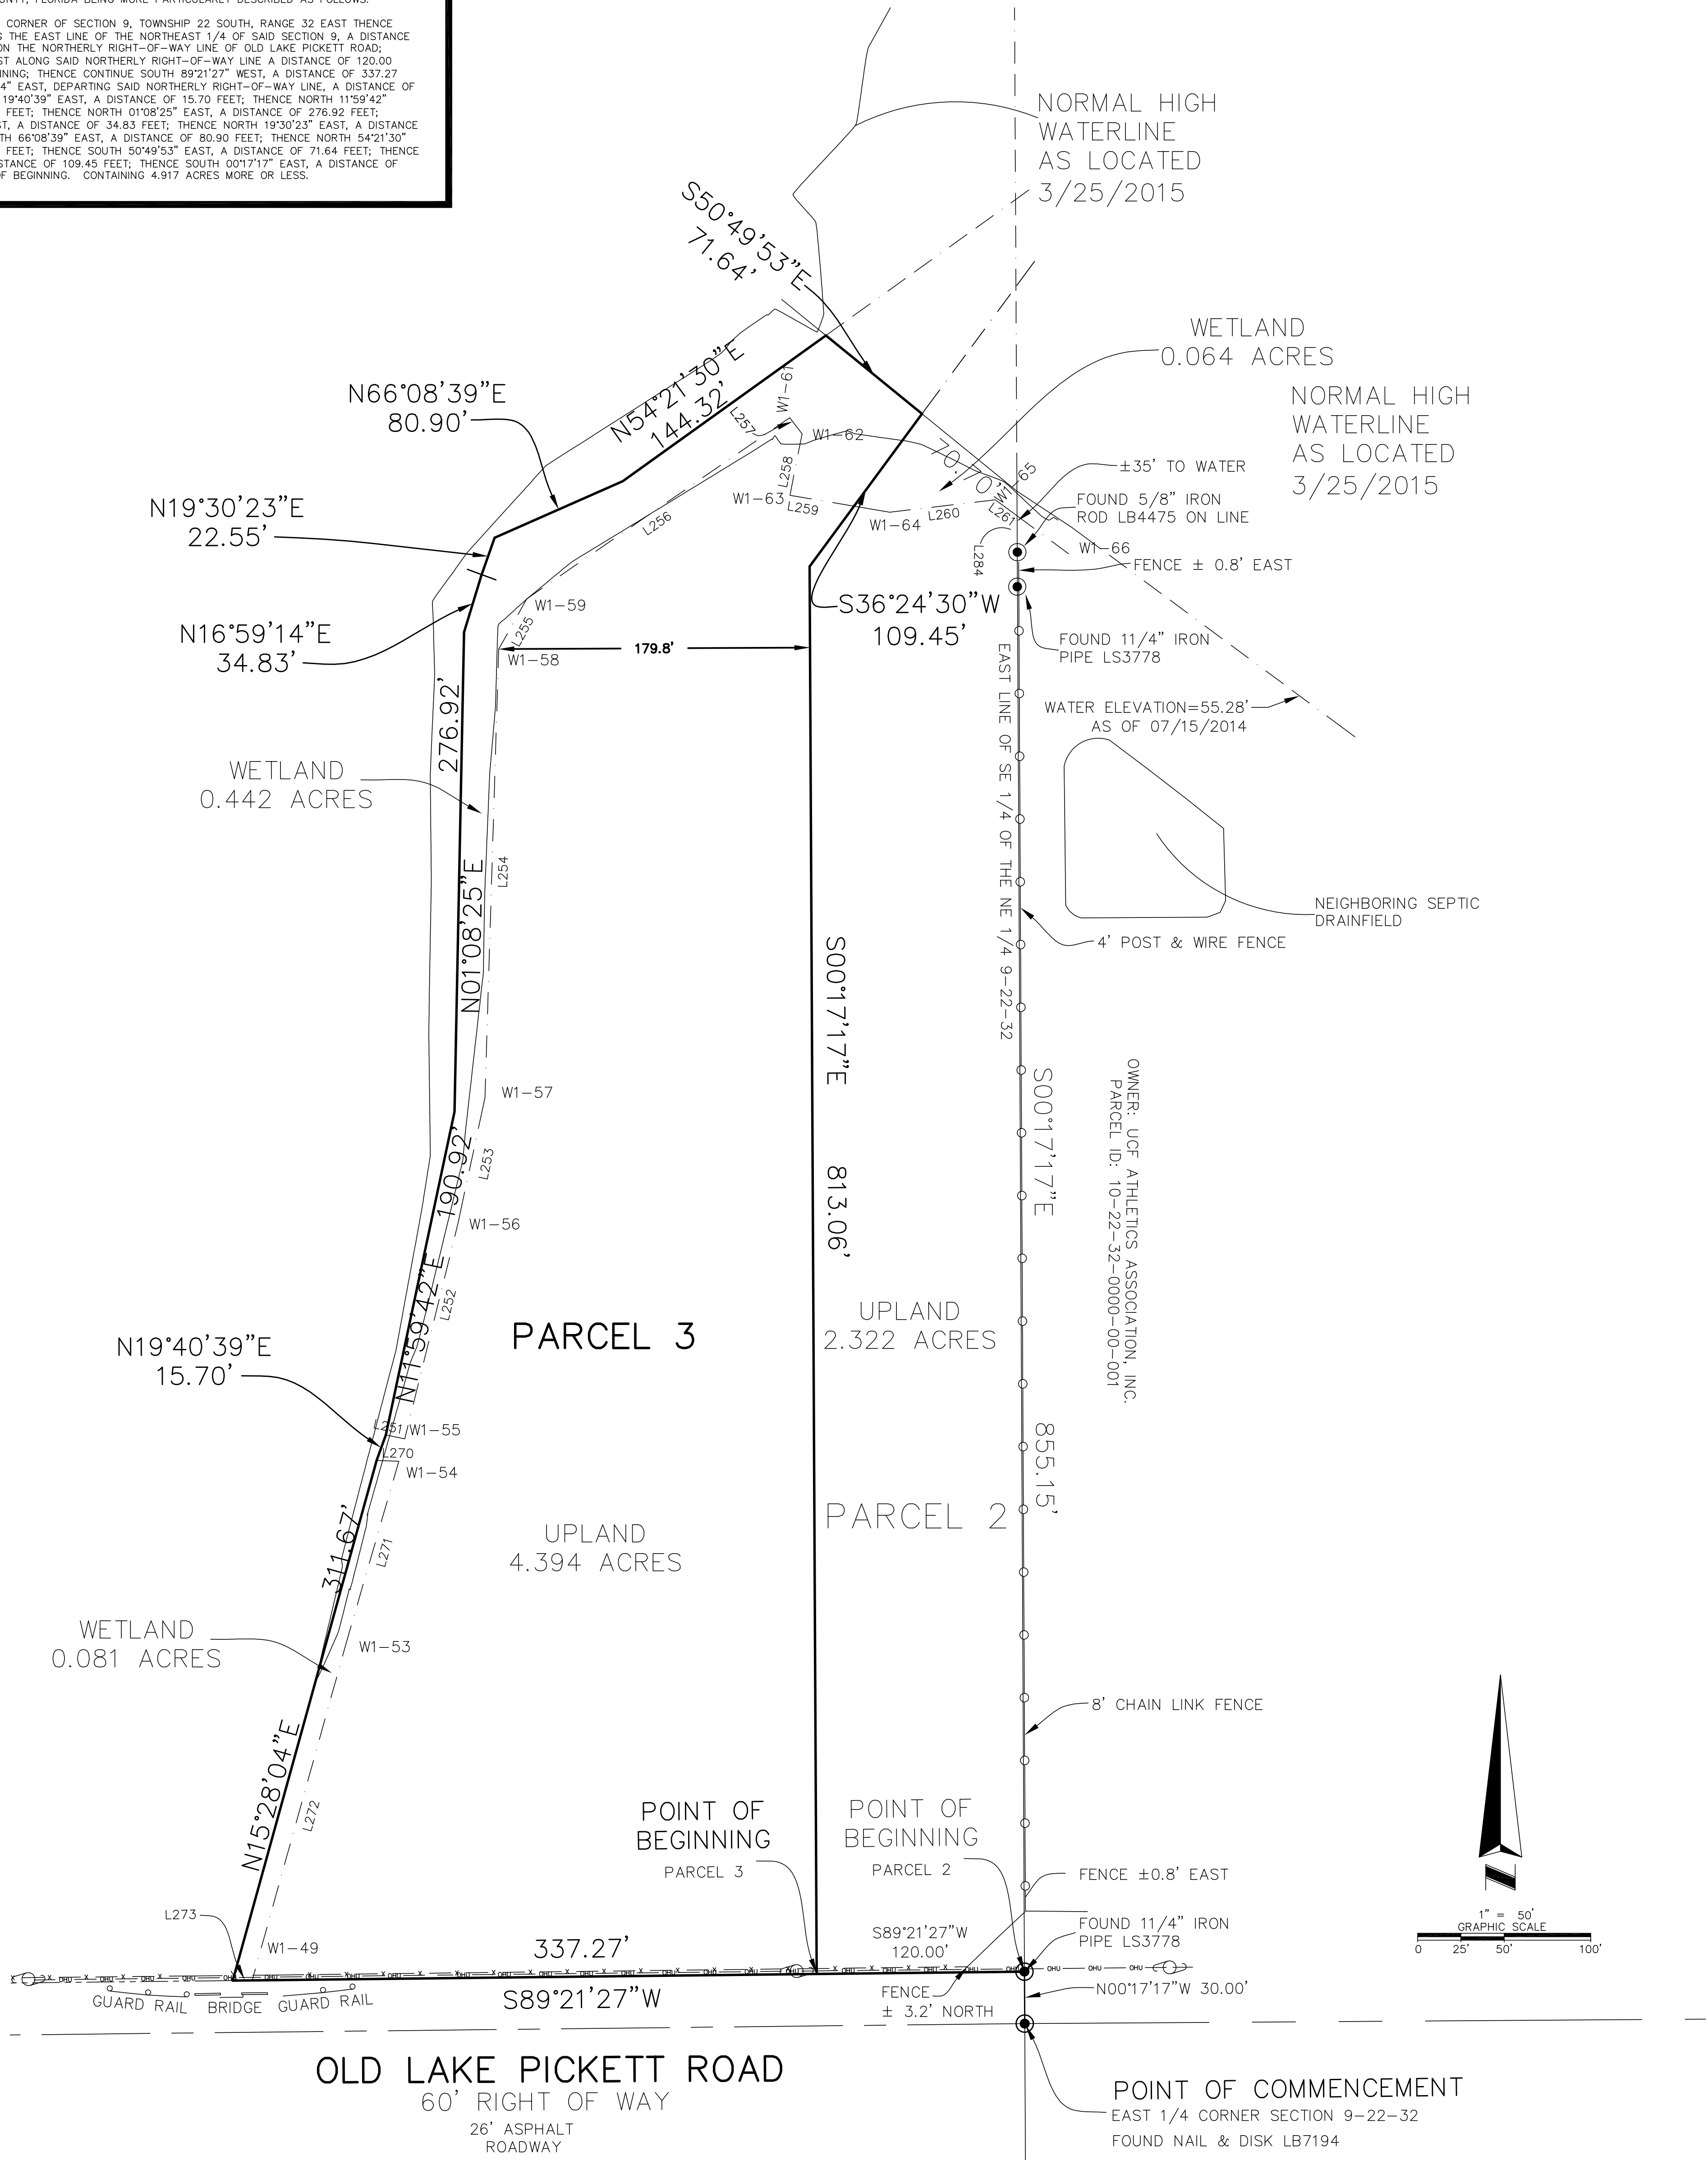 CORNER OF SECTION 9, TOWNSHIP 22 SOUTH, RANGE 32 EAST THENCE
THE EAST LINE OF THE NORTHEAST 1/4 OF SAID SECTION 9, A DISTANCE
ON THE NORTHERLY RIGHT-OF-WAY LINE OF OLD LAKE PICKETT ROAD;
ALONG SAID NORTHERLY RIGHT-OF-WAY LINE A DISTANCE OF 120.00
THENCE CONTINUE SOUTH 89°21'27" WEST, A DISTANCE OF 337.27
EAST, DEPARTING SAID NORTHERLY RIGHT-OF-WAY LINE, A DISTANCE OF
19°40'39" EAST, A DISTANCE OF 15.70 FEET; THENCE NORTH 11°59'42"
FEET; THENCE NORTH 01°08'25" EAST, A DISTANCE OF 276.92 FEET;
A DISTANCE OF 34.83 FEET; THENCE NORTH 19°30'23" EAST, A DISTANCE
66°08'39" EAST, A DISTANCE OF 80.90 FEET; THENCE NORTH 54°21'30"
FEET; THENCE SOUTH 50°49'53" EAST, A DISTANCE OF 71.64 FEET; THENCE
OF 109.45 FEET; THENCE SOUTH 00°17'17" EAST, A DISTANCE OF
OF BEGINNING. CONTAINING 4.917 ACRES MORE OR LESS.
NORMAL HIGH
WATERLINE
AS LOCATED
3/25/2015
S50°49'53"E
71.64'
WETLAND
0.064 ACRES
N66°08'39"E
80.90'
N54°21'30"E
144.32'
NORMAL HIGH
WATERLINE
AS LOCATED
3/25/2015
W1-61
L257
W1-62
L258
W1-63
L259
W1-64
L260
L261
70.70'
±35' TO WATER
FOUND 5/8" IRON
ROD LB4475 ON LINE
W1-66
L284
FENCE ± 0.8' EAST
N19°30'23"E
22.55'
L256
W1-59
L255
W1-58
179.8'
S36°24'30"W
109.45'
N16°59'14"E
34.83'
FOUND 11/4" IRON
PIPE LS3778
WATER ELEVATION=55.28'
AS OF 07/15/2014
276.92'
N01°08'25"E
WETLAND
0.442 ACRES
L254
EAST LINE OF SE 1/4 OF THE NE 1/4 9-22-32
NEIGHBORING SEPTIC
DRAINFIELD
4' POST & WIRE FENCE
S00°17'17"E 813.06'
S00°17'17"E 855.15'
OWNER: UCF ATHLETICS ASSOCIATION, INC.
PARCEL ID: 10-22-32-0000-00-001
W1-57
L253
190.92'
W1-56
L252
N11°59'42"E
UPLAND
2.322 ACRES
PARCEL 3
N19°40'39"E
15.70'
L251
W1-55
L270
W1-54
PARCEL 2
UPLAND
4.394 ACRES
311.67'
L271
WETLAND
0.081 ACRES
W1-53
8' CHAIN LINK FENCE
N15°28'04"E
L272
POINT OF
BEGINNING
PARCEL 3
POINT OF
BEGINNING
PARCEL 2
FENCE ±0.8' EAST
L273
W1-49
337.27'
S89°21'27"W
120.00'
FOUND 11/4" IRON
PIPE LS3778
1" = 50'
GRAPHIC SCALE
0 25' 50' 100'
GUARD RAIL
BRIDGE
GUARD RAIL
S89°21'27"W
FENCE
± 3.2' NORTH
N00°17'17"W 30.00'
OLD LAKE PICKETT ROAD
60' RIGHT OF WAY
26' ASPHALT
ROADWAY
POINT OF COMMENCEMENT
EAST 1/4 CORNER SECTION 9-22-32
FOUND NAIL & DISK LB7194